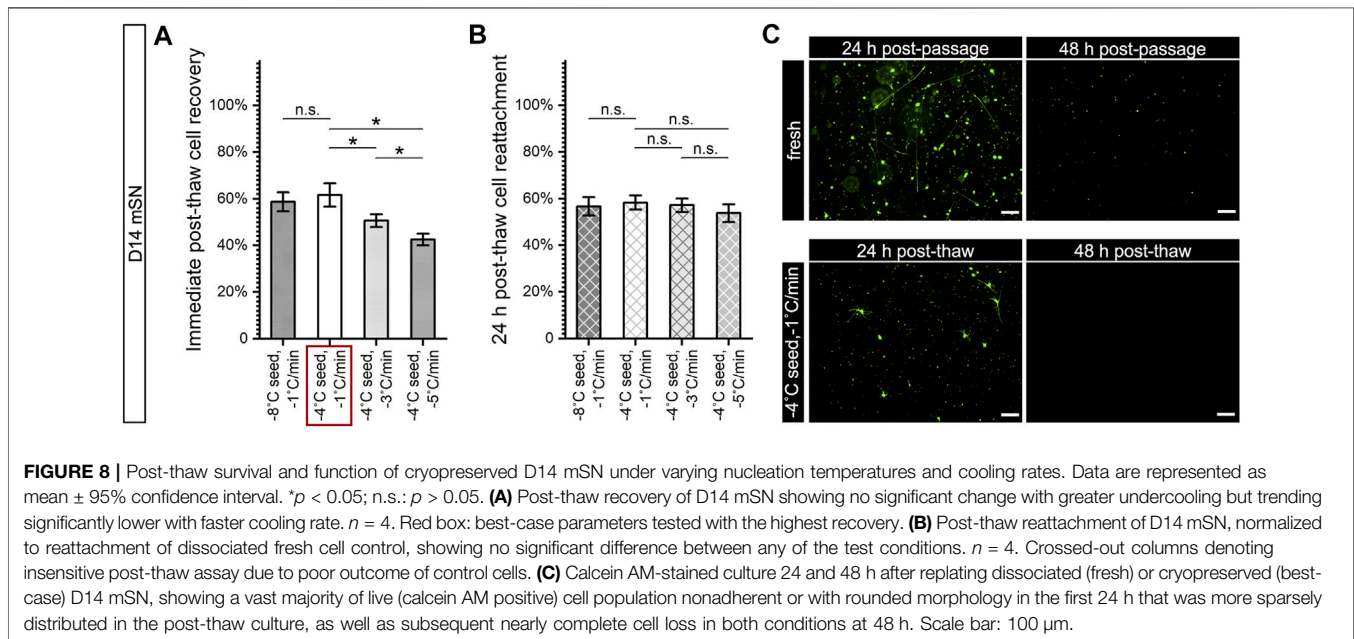 D14 mSN
A
Immediate post-thaw cell recovery
100%
80%
60%
40%
20%
0
n.s.
*
*
*
-8˚C seed,
-1˚C/min
-4˚C seed,
-1˚C/min
-4˚C seed,
-3˚C/min
-4˚C seed,
-5˚C/min
B
24 h post-thaw cell reattachment
100%
80%
60%
40%
20%
0
n.s.
n.s.
n.s.
n.s.
-8˚C seed,
-1˚C/min
-4˚C seed,
-1˚C/min
-4˚C seed,
-3˚C/min
-4˚C seed,
-5˚C/min
C
24 h post-passage
48 h post-passage
fresh
24 h post-thaw
48 h post-thaw
-4˚C seed,-1˚C/min
FIGURE 8 | Post-thaw survival and function of cryopreserved D14 mSN under varying nucleation temperatures and cooling rates. Data are represented as
mean ± 95% confidence interval. *p < 0.05; n.s.: p > 0.05. (A) Post-thaw recovery of D14 mSN showing no significant change with greater undercooling but trending
significantly lower with faster cooling rate. n = 4. Red box: best-case parameters tested with the highest recovery. (B) Post-thaw reattachment of D14 mSN, normalized
to reattachment of dissociated fresh cell control, showing no significant difference between any of the test conditions. n = 4. Crossed-out columns denoting
insensitive post-thaw assay due to poor outcome of control cells. (C) Calcein AM-stained culture 24 and 48 h after replating dissociated (fresh) or cryopreserved (best-
case) D14 mSN, showing a vast majority of live (calcein AM positive) cell population nonadherent or with rounded morphology in the first 24 h that was more sparsely
distributed in the post-thaw culture, as well as subsequent nearly complete cell loss in both conditions at 48 h. Scale bar: 100 µm.